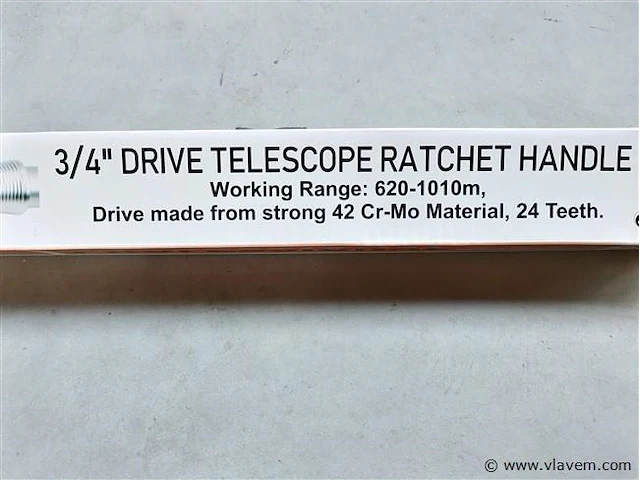 3/4" DRIVE TELESCOPE RATCHET HANDLE
Working Range: 620-1010m,
Drive made from strong 42 Cr-Mo Material, 24 Teeth.
© www.vlavem.com